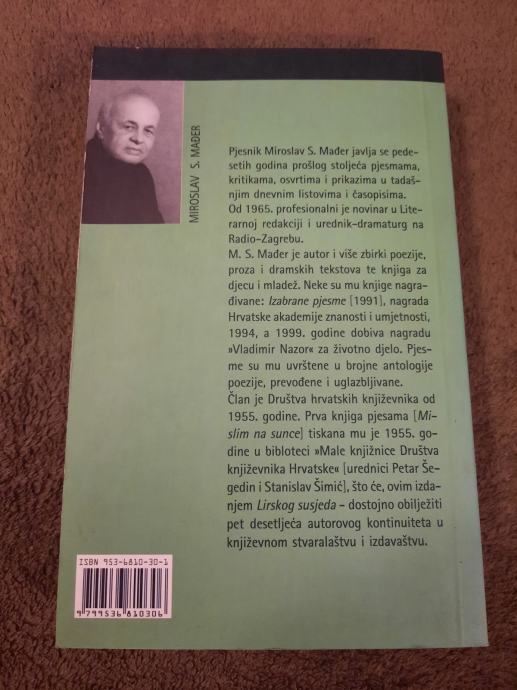 MIROSLAV S. MAĐER
Pjesnik Miroslav S. Mađer javlja se pede-
setih godina prošlog stoljeća pjesmama,
kritikama, osvrtima i prikazima u tadaš-
njim dnevnim listovima i časopisima.
Od 1965. profesionalni je novinar u Lite-
rarnoj redakciji i urednik-dramaturg na
Radio-Zagrebu.
M. S. Mađer je autor i više zbirki poezije,
proza i dramskih tekstova te knjiga za
djecu i mladež. Neke su mu knjige nagra-
đivane: Izabrane pjesme [1991], nagrada
Hrvatske akademije znanosti i umjetnosti,
1994, a 1999. godine dobiva nagradu
»Vladimir Nazor« za životno djelo. Pjes-
me su mu uvrštene u brojne antologije
poezije, prevođene i uglazbljivane.
Član je Društva hrvatskih književnika od
1955. godine. Prva knjiga pjesama [Mi-
slim na sunce] tiskana mu je 1955. go-
dine u bibloteci »Male knjižnice Društva
književnika Hrvatske« [urednici Petar Še-
gedin i Stanislav Šimić], što će, ovim izda-
njem Lirskog susjeda - dostojno obilježiti
pet desetljeća autorovog kontinuiteta u
književnom stvaralaštvu i izdavaštvu.
ISBN 953-6810-30-1
9 799536 810306